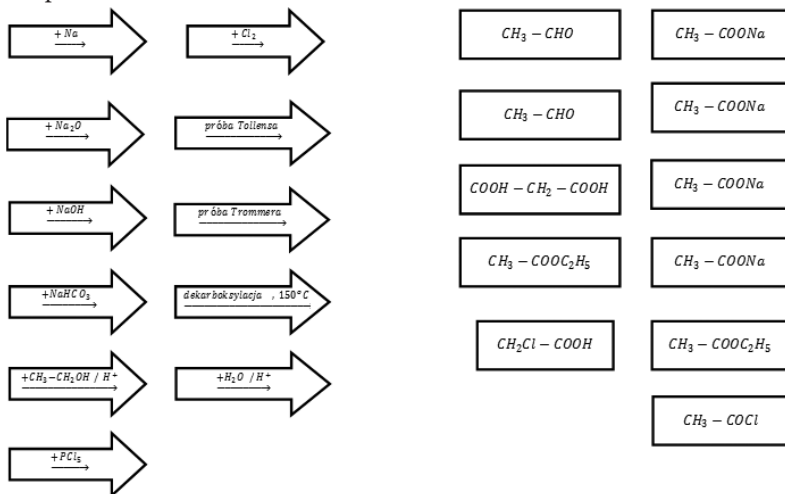 + Na
+ Cl₂
CH₃ − CHO
CH₃ − COONa
+ Na₂O
próba Tollensa
CH₃ − CHO
CH₃ − COONa
+ NaOH
próba Trommera
COOH − CH₂ − COOH
CH₃ − COONa
+NaHCO₃
dekarboksylacja , 150°C
CH₃ − COOC₂H₅
CH₃ − COONa
+CH₃−CH₂OH / H⁺
+H₂O / H⁺
CH₂Cl − COOH
CH₃ − COOC₂H₅
+ PCl₅
CH₃ − COCl